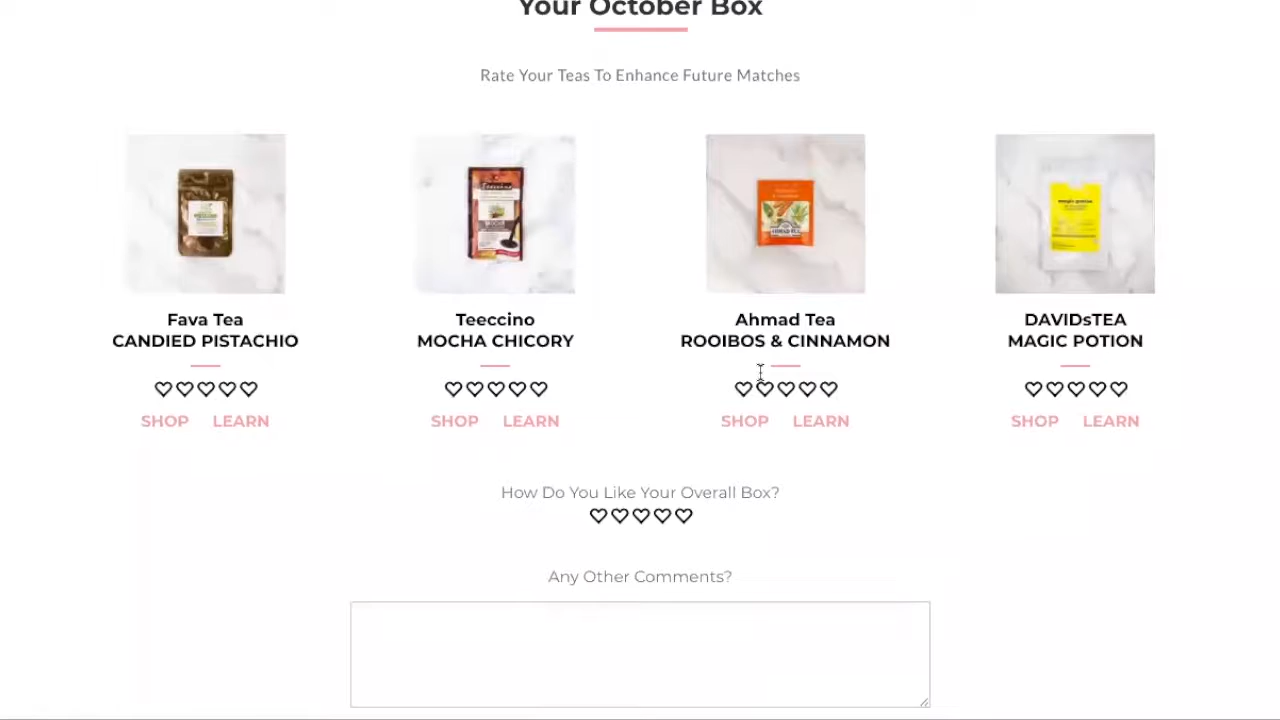 Your October Box
Rate Your Teas To Enhance Future Matches
Fava Tea
CANDIED PISTACHIO
SHOP LEARN
Teeccino
MOCHA CHICORY
SHOP LEARN
Ahmad Tea
ROOIBOS & CINNAMON
SHOP LEARN
DAVIDsTEA
MAGIC POTION
SHOP LEARN
How Do You Like Your Overall Box?
Any Other Comments?